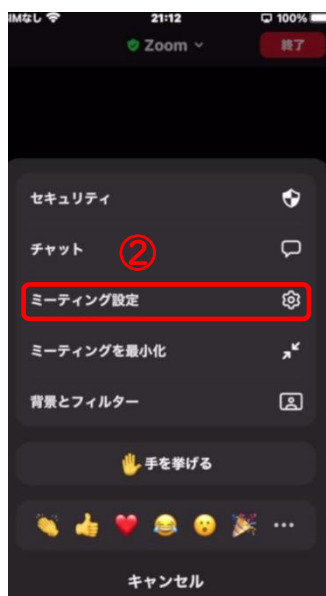 IMなし 21:12 100%
Zoom
終了
セキュリティ
チャット
②
ミーティング設定
ミーティングを最小化
背景とフィルター
手を挙げる
キャンセル